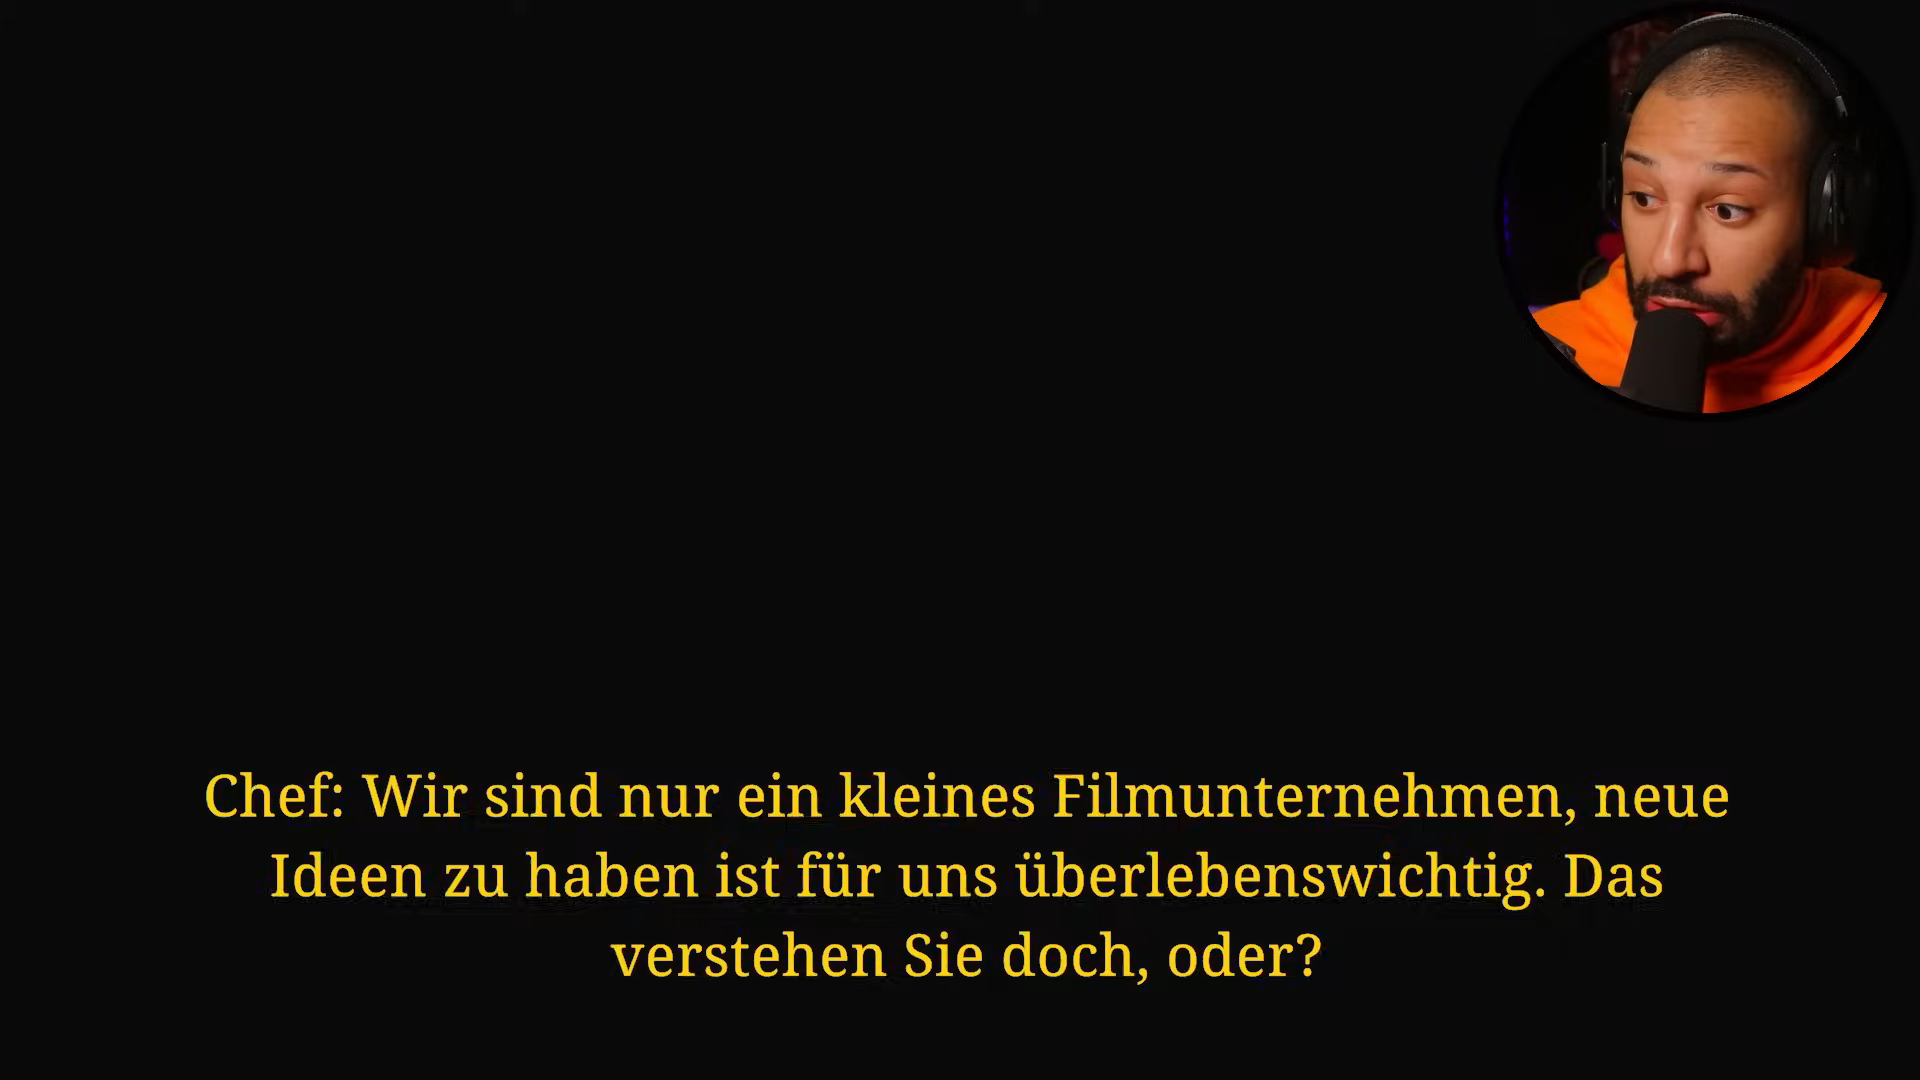 Chef: Wir sind nur ein kleines Filmunternehmen, neue
Ideen zu haben ist für uns überlebenswichtig. Das
verstehen Sie doch, oder?